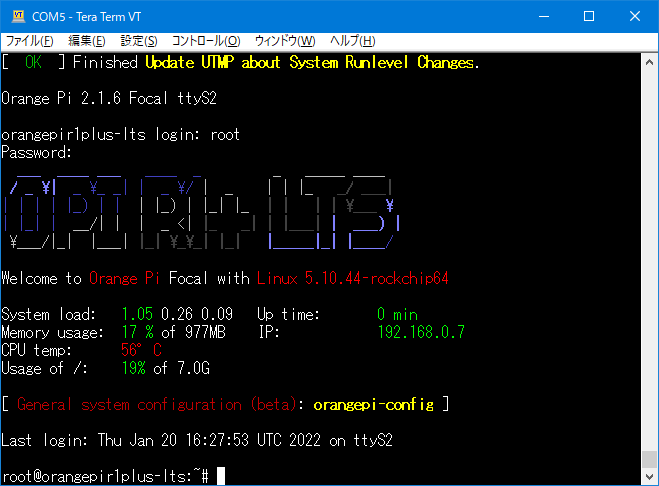 COM5 - Tera Term VT
ファイル(F) 編集(E) 設定(S) コントロール(O) ウィンドウ(W) ヘルプ(H)
[  OK  ] Finished Update UTMP about System Runlevel Changes.
Orange Pi 2.1.6 Focal ttyS2
orangepir1plus-lts login: root
Password:
OPI R1+ LTS
Welcome to Orange Pi Focal with Linux 5.10.44-rockchip64
System load:   1.05 0.26 0.09   Up time:       0 min
Memory usage:  17 % of 977MB    IP:            192.168.0.7
CPU temp:      56° C
Usage of /:    19% of 7.0G
[ General system configuration (beta): orangepi-config ]
Last login: Thu Jan 20 16:27:53 UTC 2022 on ttyS2
root@orangepir1plus-lts:~#